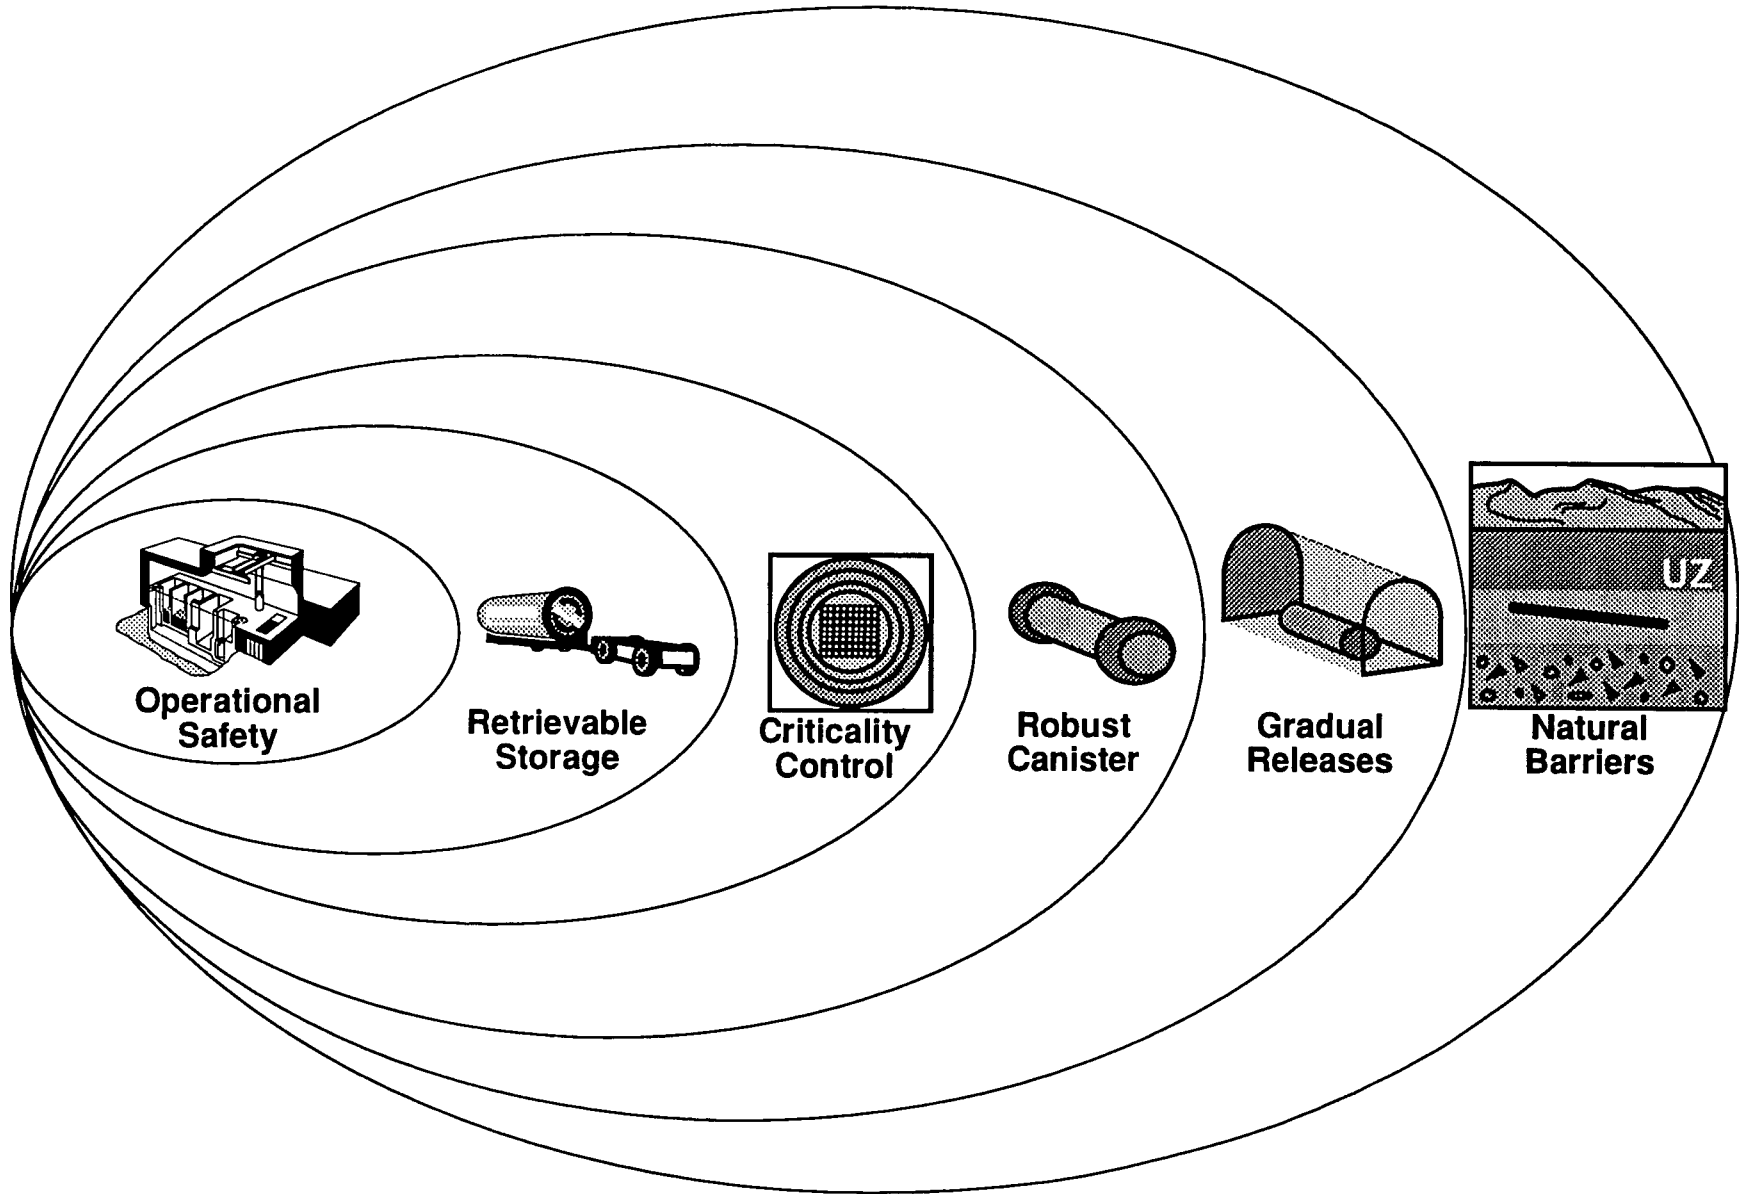 UZ
Operational
Safety
Retrievable
Storage
Criticality
Control
Robust
Canister
Gradual
Releases
Natural
Barriers